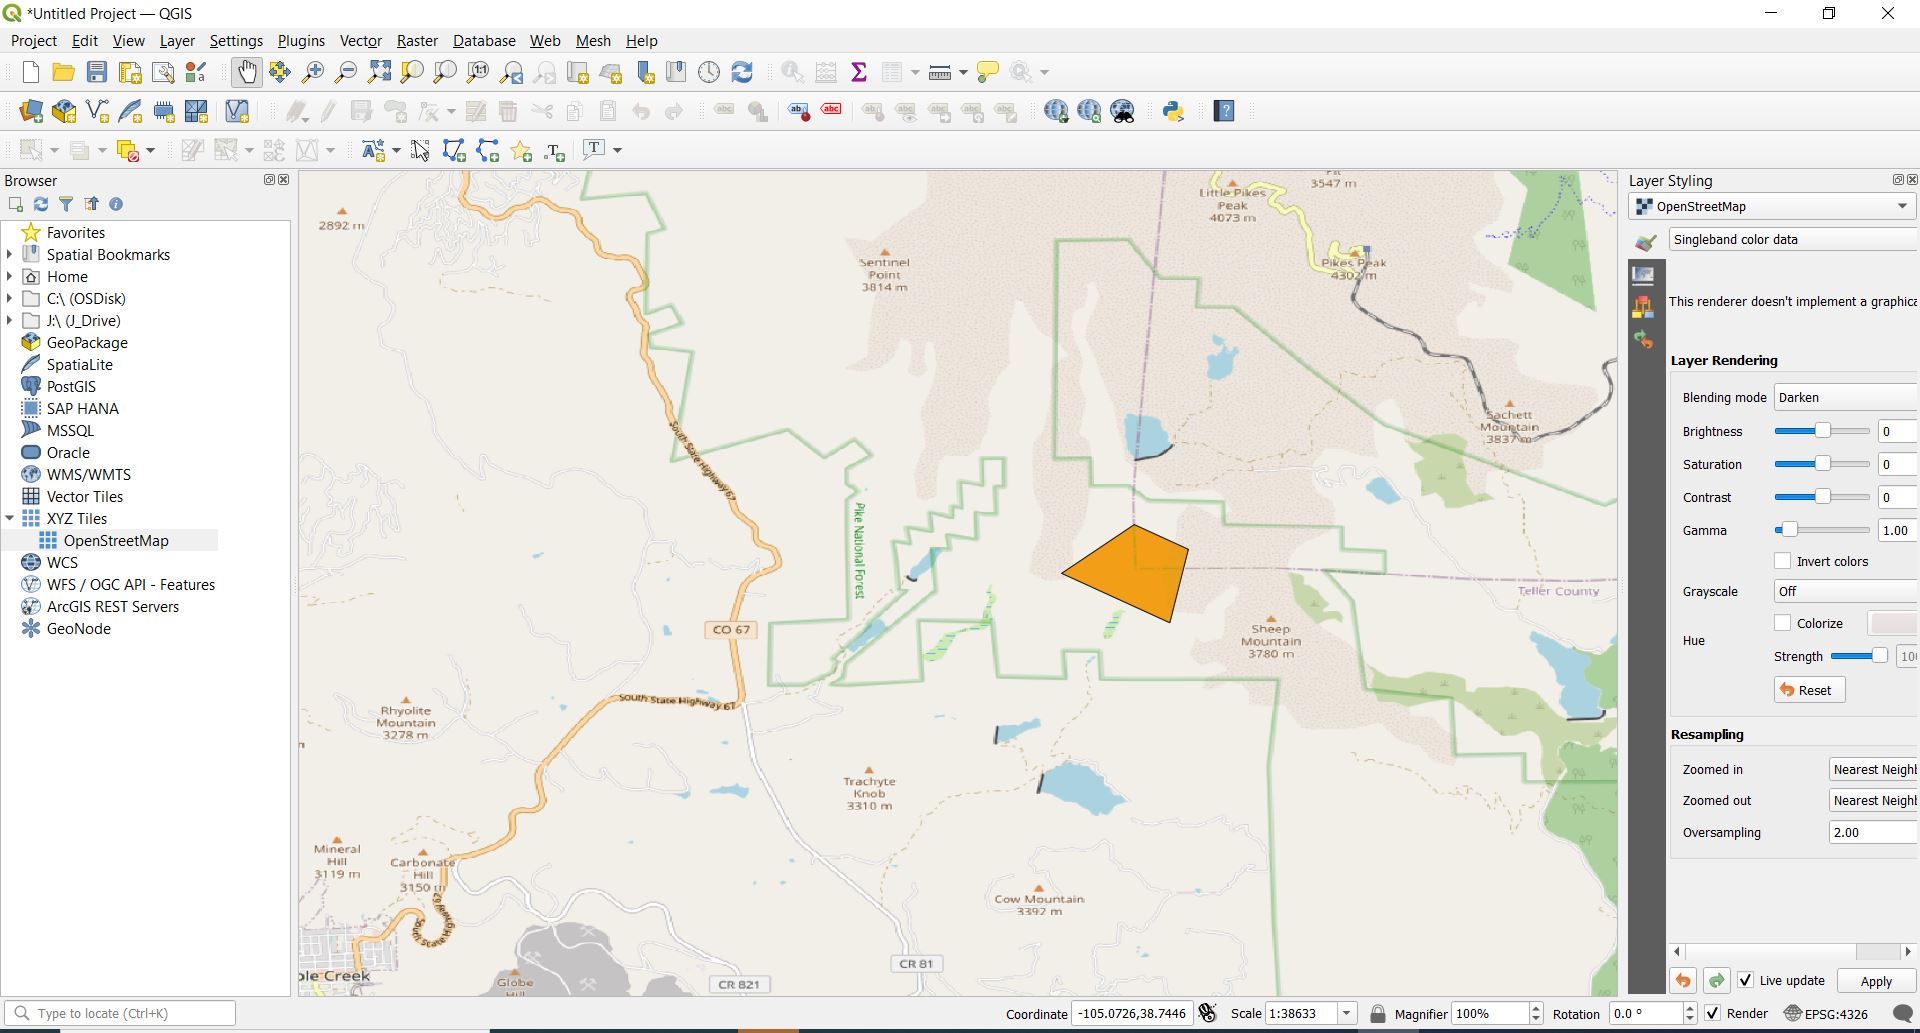 *Untitled Project — QGIS
Project Edit View Layer Settings Plugins Vector Raster Database Web Mesh Help
Browser
Favorites
Spatial Bookmarks
Home
C:\ (OSDisk)
J:\ (J_Drive)
GeoPackage
SpatiaLite
PostGIS
SAP HANA
MSSQL
Oracle
WMS/WMTS
Vector Tiles
XYZ Tiles
OpenStreetMap
WCS
WFS / OGC API - Features
ArcGIS REST Servers
GeoNode
2892 m
Sentinel
Point
3814 m
Little Pikes
Peak
4073 m
3547 m
Pikes Peak
4302 m
Sachett
Mountain
3837 m
South State Highway 67
Pike National Forest
CO 67
Teller County
Sheep
Mountain
3780 m
South State Highway 67
Rhyolite
Mountain
3278 m
Trachyte
Knob
3310 m
Mineral
Hill
3119 m
Carbonate
Hill
3150 m
Cow Mountain
3392 m
CR 81
CR 821
ple Creek
Globe
Layer Styling
OpenStreetMap
Singleband color data
This renderer doesn't implement a graphica
Layer Rendering
Blending mode Darken
Brightness 0
Saturation 0
Contrast 0
Gamma 1.00
Invert colors
Grayscale Off
Hue
Colorize
Strength 10
Reset
Resampling
Zoomed in Nearest Neighb
Zoomed out Nearest Neighb
Oversampling 2.00
Live update Apply
Type to locate (Ctrl+K) Coordinate -105.0726,38.7446 Scale 1:38633 Magnifier 100% Rotation 0.0 ° Render EPSG:4326